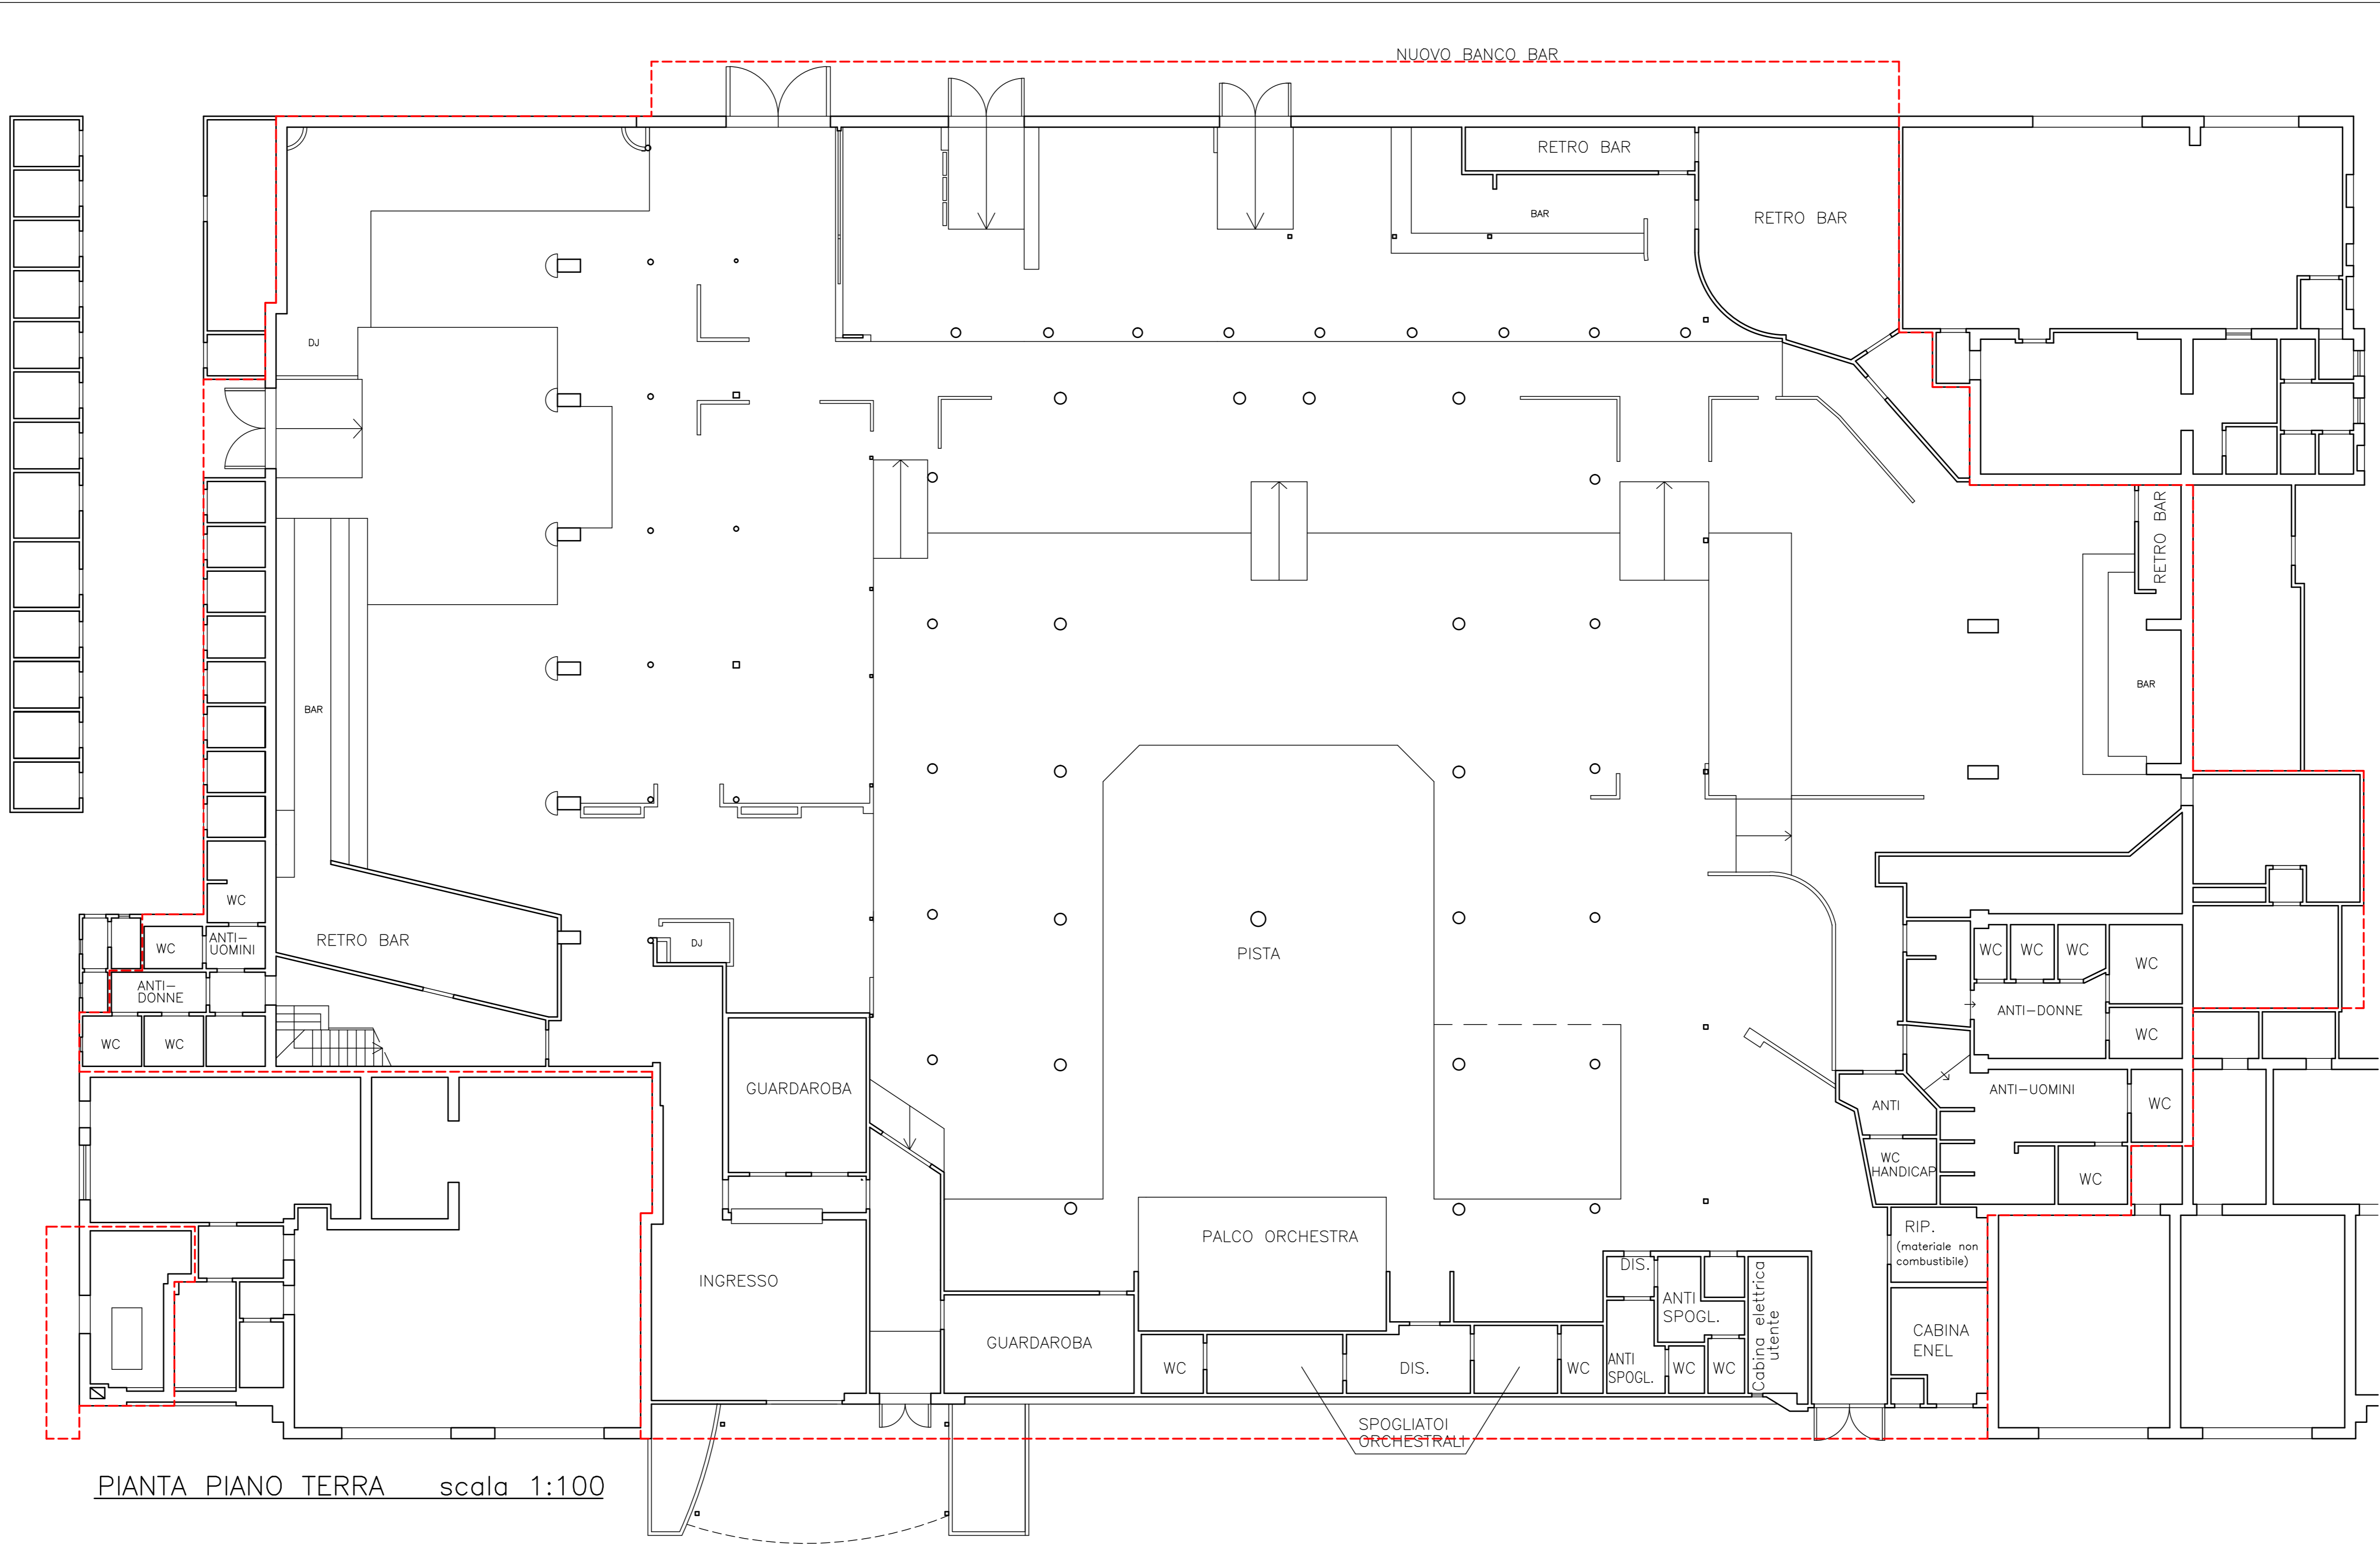 NUOVO BANCO BAR
RETRO BAR
BAR
RETRO BAR
DJ
RETRO BAR
BAR
BAR
WC
WC
ANTI-
UOMINI
RETRO BAR
DJ
PISTA
WC
WC
WC
WC
ANTI-
DONNE
ANTI-DONNE
WC
WC
WC
GUARDAROBA
ANTI-UOMINI
ANTI
WC
WC
HANDICAP
WC
PALCO ORCHESTRA
RIP.
(materiale non
combustibile)
INGRESSO
DIS.
ANTI
SPOGL.
Cabina elettrica
utente
GUARDAROBA
CABINA
ENEL
WC
DIS.
WC
ANTI
SPOGL.
WC
WC
SPOGLIATOI
ORCHESTRALI
PIANTA PIANO TERRA scala 1:100